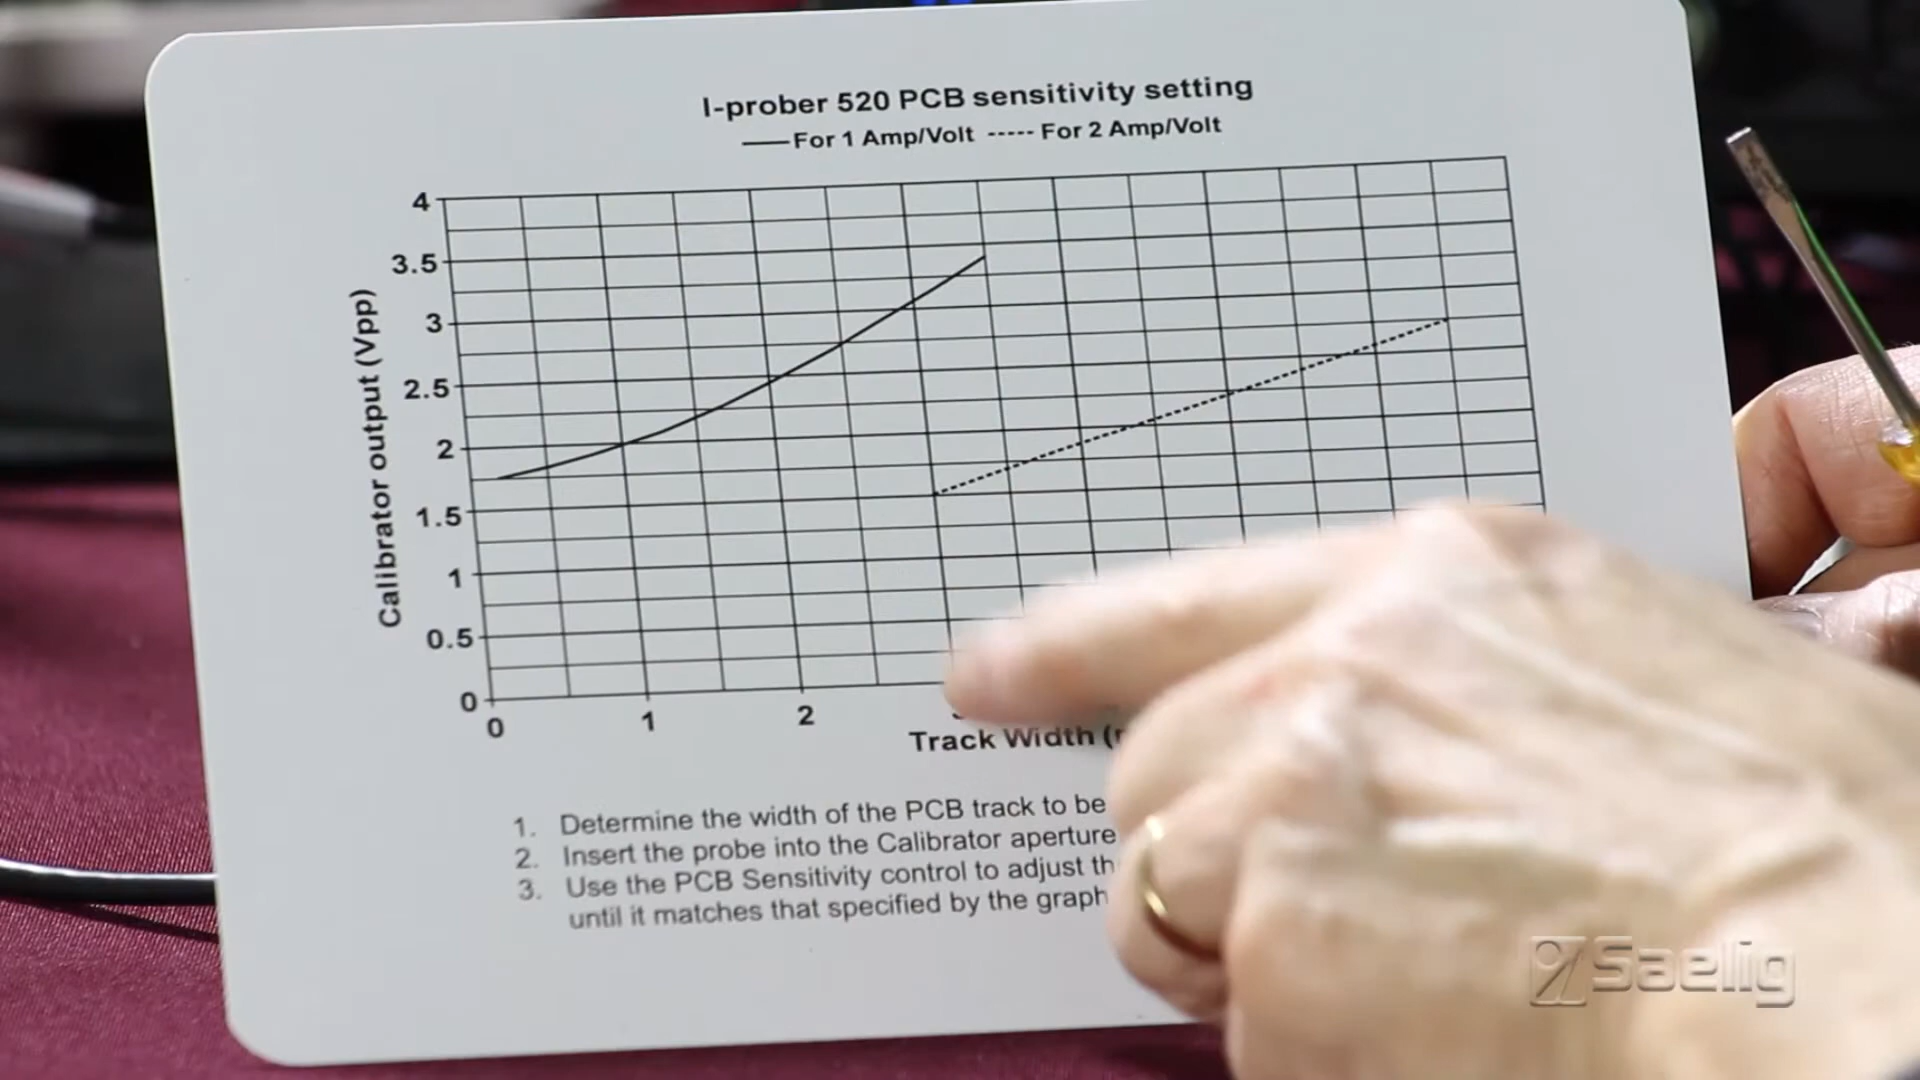 I-prober 520 PCB sensitivity setting
For 1 Amp/Volt ----- For 2 Amp/Volt
4
3.5
3
2.5
2
1.5
1
0.5
0
Calibrator output (Vpp)
0 1 2
Track Width
1. Determine the width of the PCB track to be
2. Insert the probe into the Calibrator aperture
3. Use the PCB Sensitivity control to adjust
until it matches that specified by the graph
Saelig